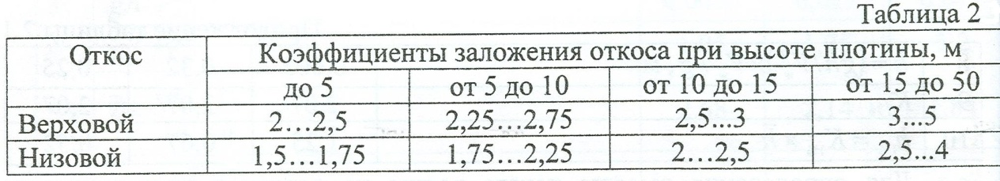 Таблица 2
Откос Коэффициенты заложения откоса при высоте плотины, м
до 5 от 5 до 10 от 10 до 15 от 15 до 50
Верховой 2…2,5 2,25…2,75 2,5...3 3...5
Низовой 1,5…1,75 1,75…2,25 2…2,5 2,5...4